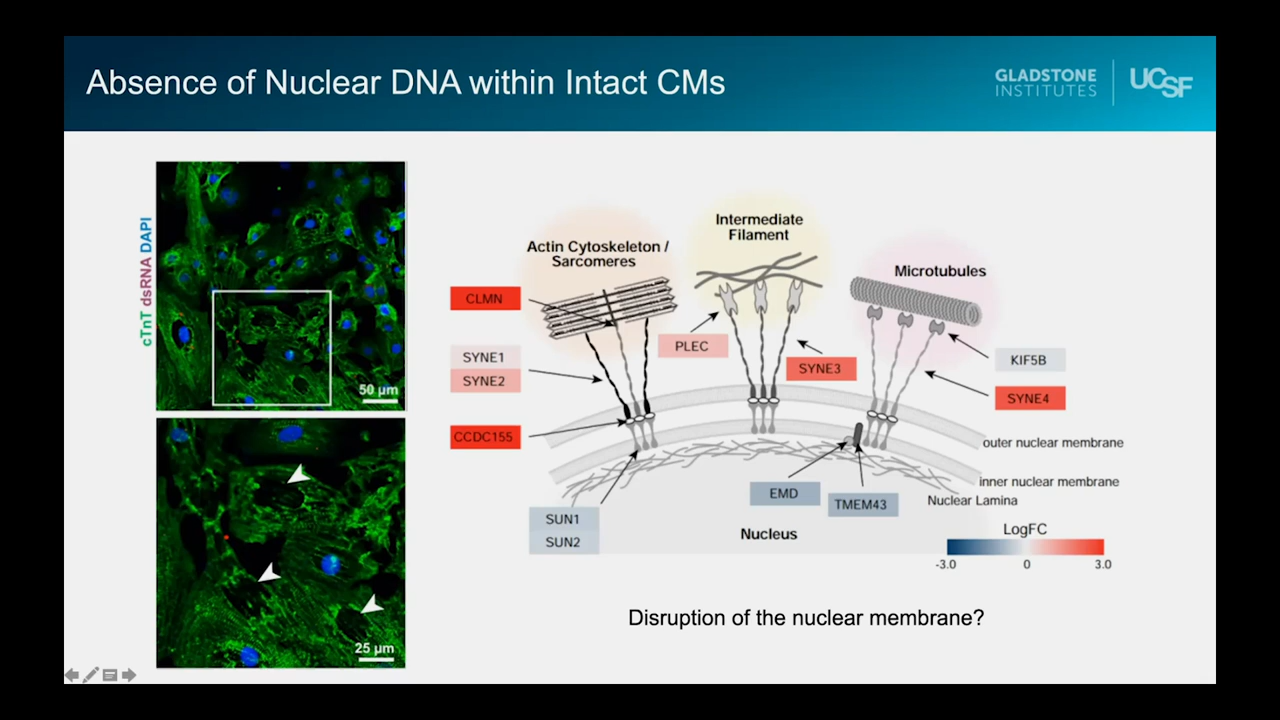 Absence of Nuclear DNA within Intact CMs
GLADSTONE
INSTITUTES
UCSF
cTnT dsRNA DAPI
50 µm
25 µm
Actin Cytoskeleton /
Sarcomeres
Intermediate
Filament
Microtubules
CLMN
SYNE1
SYNE2
CCDC155
PLEC
SYNE3
KIF5B
SYNE4
SUN1
SUN2
EMD
TMEM43
outer nuclear membrane
inner nuclear membrane
Nuclear Lamina
Nucleus
LogFC
-3.0 0 3.0
Disruption of the nuclear membrane?